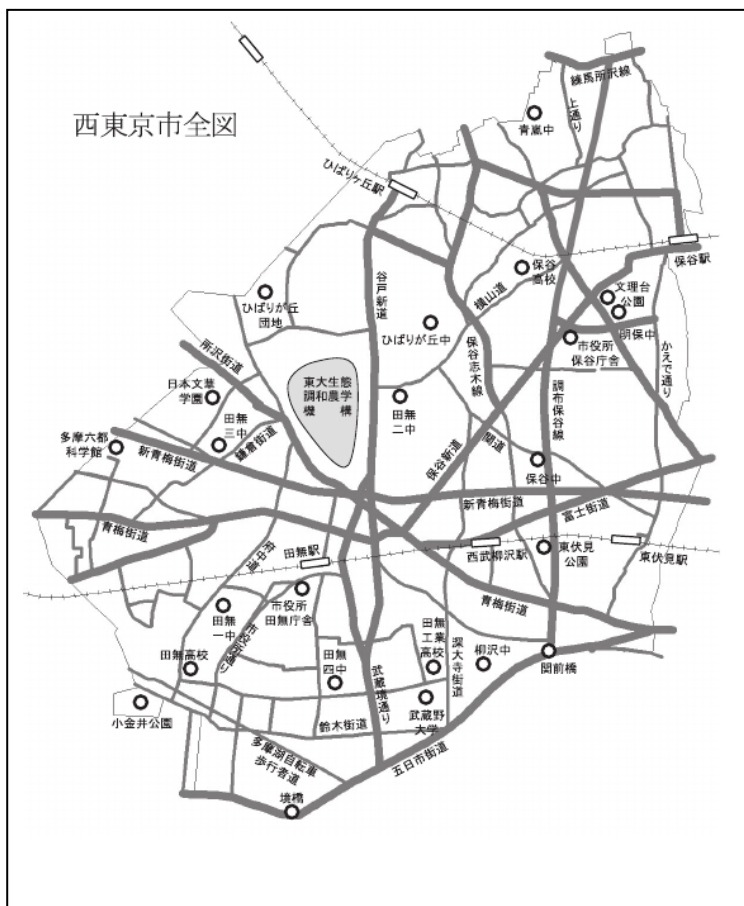 西東京市全図
練馬所沢線
上通り
青嵐中
ひばりヶ丘駅
保谷駅
保谷
高校
文理台
公園
横山道
谷戸新道
ひばりが丘
団地
ひばりが丘中
明保中
市役所
保谷庁舎
かえで通り
所沢街道
保谷志木線
調布保谷線
東大生態
調和農学
機構
日本文華
学園
田無
二中
田無
三中
鎌倉街道
多摩六都
科学館
新青梅街道
保谷新道
関道
保谷中
新青梅街道
富士街道
青梅街道
府中道
田無駅
西武柳沢駅
東伏見
公園
東伏見駅
市役所
田無庁舎
青梅街道
田無
一中
市役所通り
田無
工業
高校
田無高校
田無
四中
深大寺街道
柳沢中
関前橋
武蔵境通り
小金井公園
武蔵野
大学
鈴木街道
多摩湖自転車
歩行者道
五日市街道
境橋